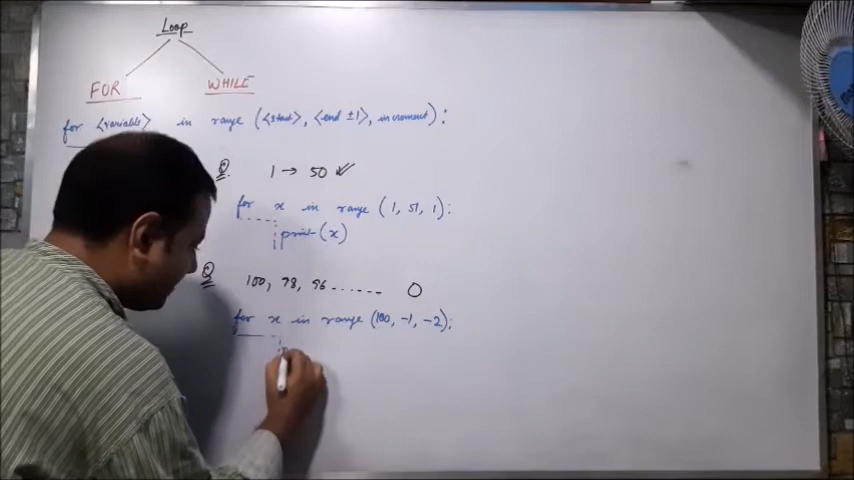 Loop
FOR WHILE
for <variable> in range (<start>, <end ±1>, increment):
Q. 1 → 50 ✓
for x in range (1, 51, 1):
print (x)
Q 100, 98, 96 ...... 0
for x in range (100, -1, -2):